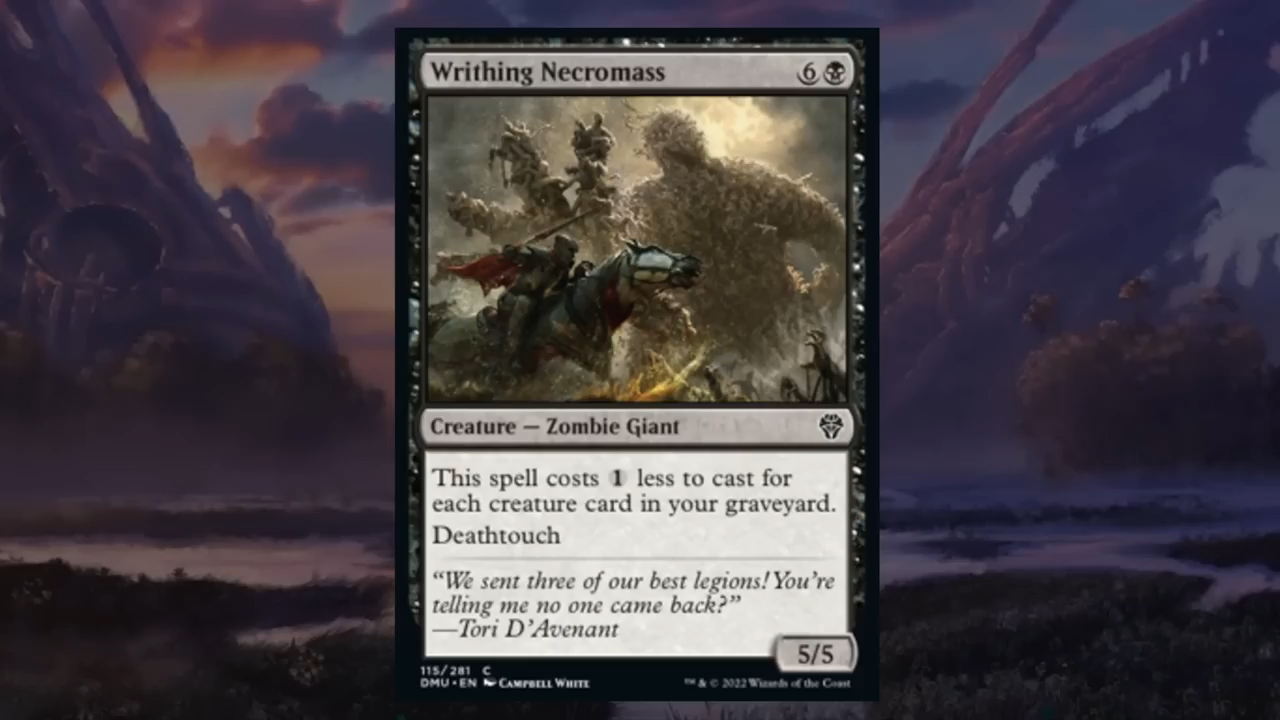 Writhing Necromass 6
Creature — Zombie Giant
This spell costs 1 less to cast for
each creature card in your graveyard.
Deathtouch
“We sent three of our best legions! You’re
telling me no one came back?”
—Tori D’Avenant
5/5
115/281 C
DMU • EN Campbell White ™ & © 2022 Wizards of the Coast